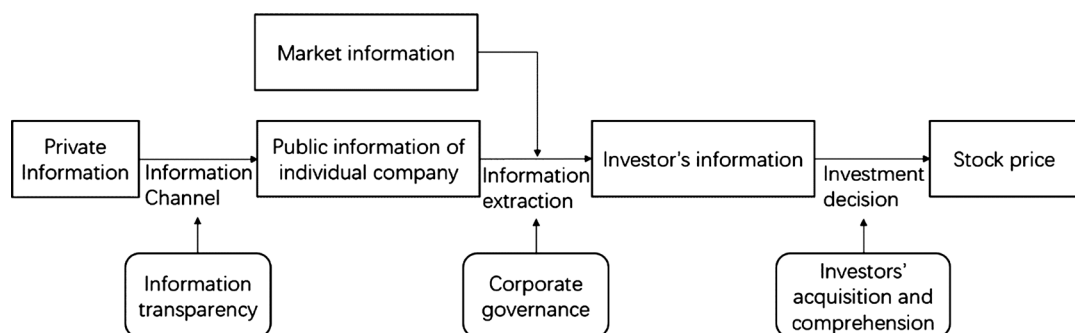 Market information
Private
Information
Information
Channel
Public information of
individual company
Information
extraction
Investor's information
Investment
decision
Stock price
Information
transparency
Corporate
governance
Investors'
acquisition and
comprehension